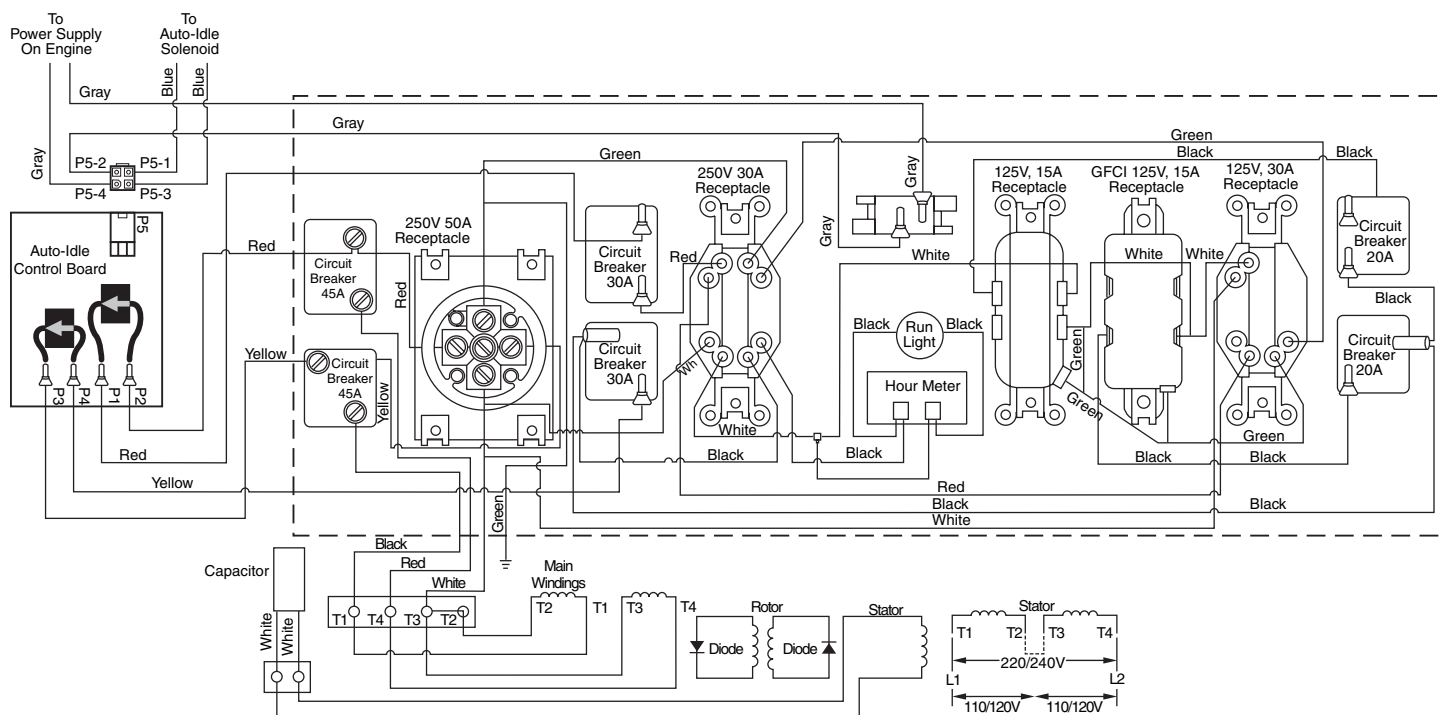 To
Power Supply
On Engine
To
Auto-Idle
Solenoid
Blue
Blue
Gray
Gray
Gray
P5-2
P5-1
P5-4
P5-3
P5
Auto-Idle
Control Board
P3
P4
P1
P2
Red
Yellow
Red
Yellow
Circuit
Breaker
45A
Circuit
Breaker
45A
Yellow
Red
250V 50A
Receptacle
Green
Circuit
Breaker
30A
Circuit
Breaker
30A
Red
Wh
250V 30A
Receptacle
White
Black
Gray
Gray
White
Black
Run
Light
Black
Hour Meter
Black
125V, 15A
Receptacle
GFCI 125V, 15A
Receptacle
125V, 30A
Receptacle
Green
Black
Black
White
White
Green
Green
Green
Black
Black
Circuit
Breaker
20A
Black
Circuit
Breaker
20A
Red
Black
Black
White
Green
Black
Red
White
Capacitor
White
White
T1
T4
T3
T2
Main
Windings
T2
T1
T3
T4
Rotor
Diode
Diode
Stator
Stator
T1
T2
T3
T4
220/240V
L1
L2
110/120V
110/120V